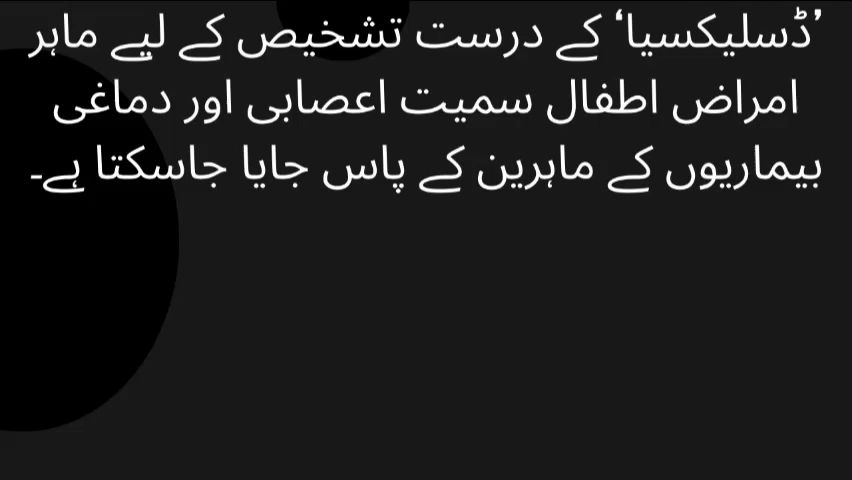 ’ڈسلیکسیا‘ کے درست تشخیص کے لیے ماہر
امراض اطفال سمیت اعصابی اور دماغی
بیماریوں کے ماہرین کے پاس جایا جاسکتا ہے۔